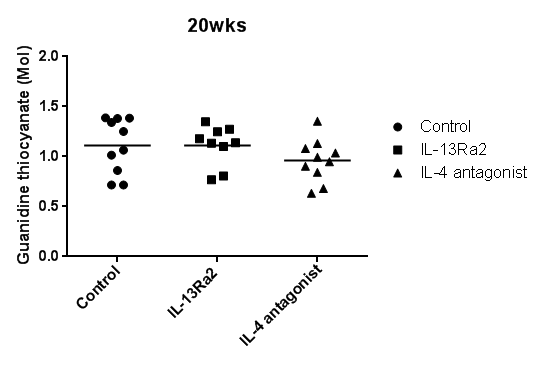 20wks
Guanidine thiocyanate (Mol)
2.0
1.5
1.0
0.5
0.0
Control
IL-13Ra2
IL-4 antagonist
Control
IL-13Ra2
IL-4 antagonist